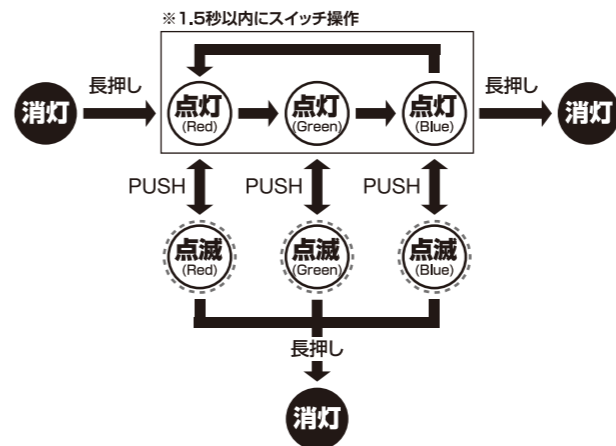 ※1.5秒以内にスイッチ操作
消灯
長押し
点灯
(Red)
点灯
(Green)
点灯
(Blue)
長押し
消灯
PUSH
PUSH
PUSH
点滅
(Red)
点滅
(Green)
点滅
(Blue)
長押し
消灯